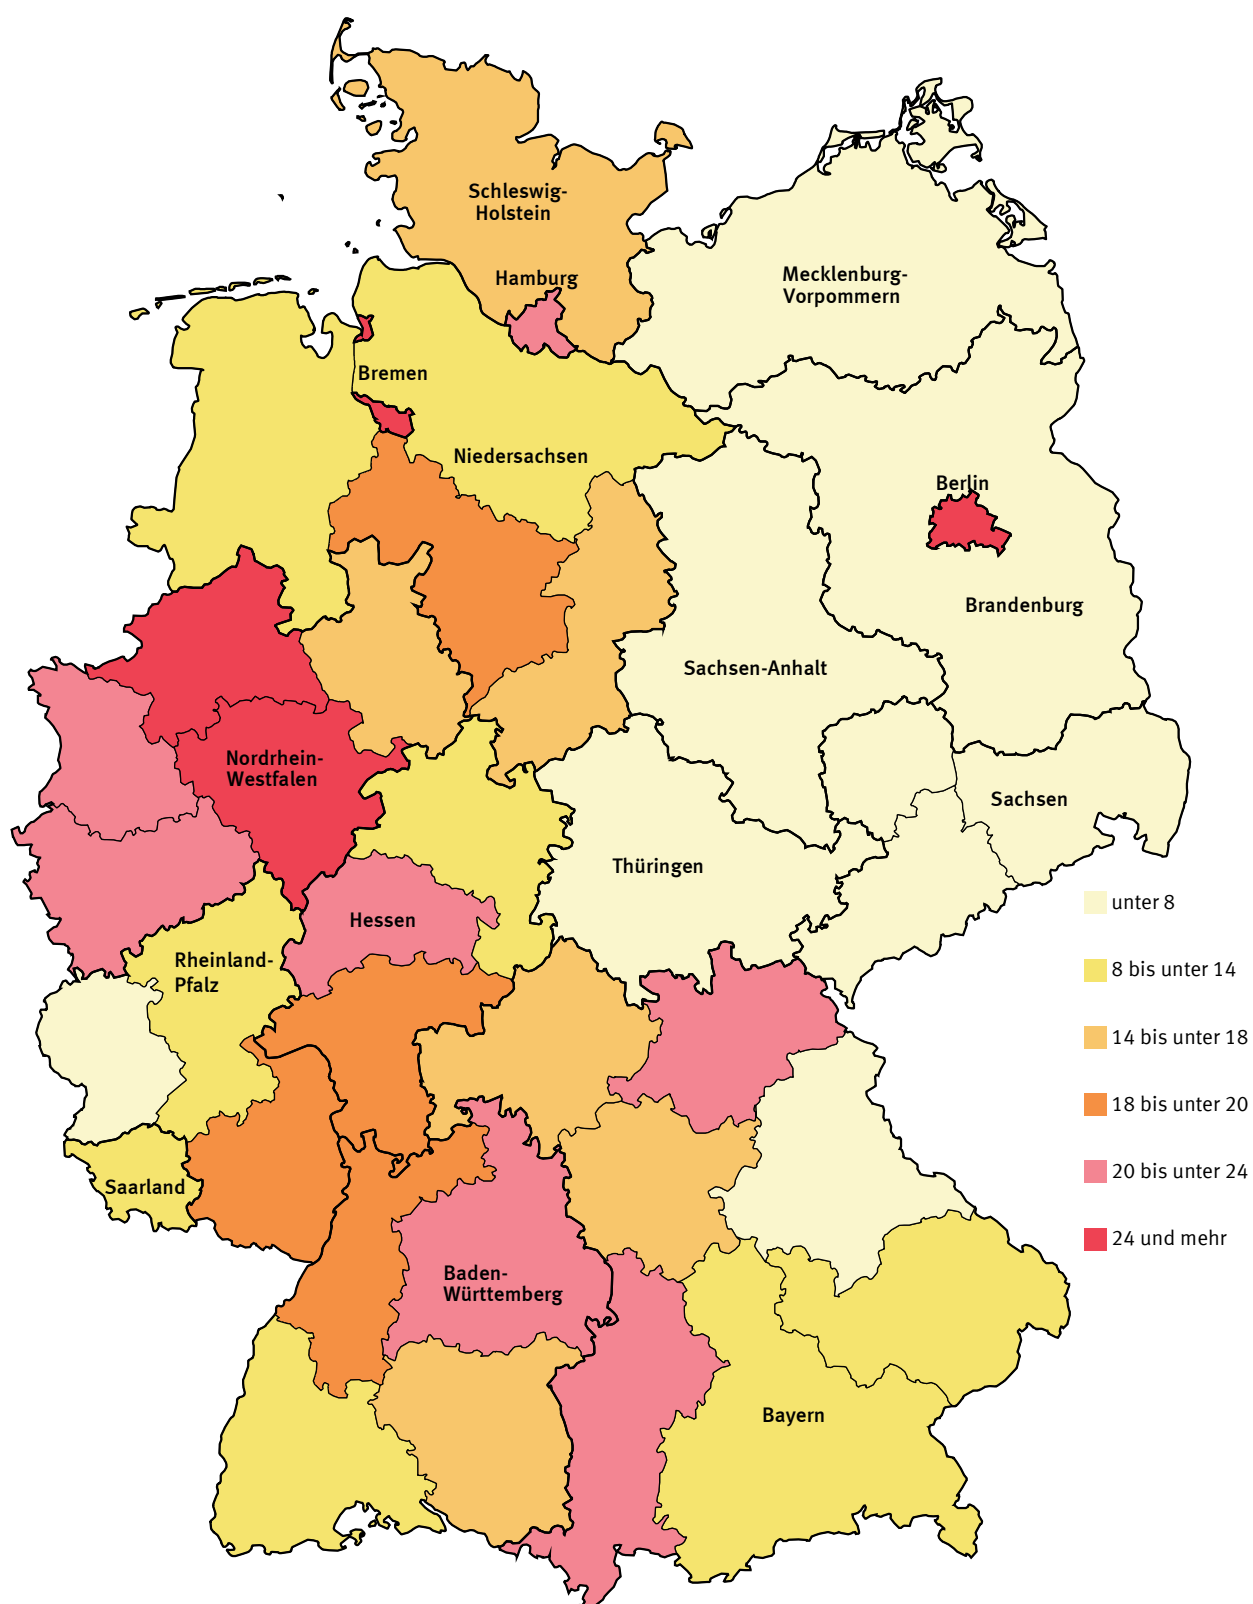 Schleswig-
Holstein
Hamburg
Mecklenburg-
Vorpommern
Bremen
Niedersachsen
Berlin
Brandenburg
Sachsen-Anhalt
Nordrhein-
Westfalen
Sachsen
Thüringen
Hessen
Rheinland-
Pfalz
Saarland
Baden-
Württemberg
Bayern
unter 8
8 bis unter 14
14 bis unter 18
18 bis unter 20
20 bis unter 24
24 und mehr